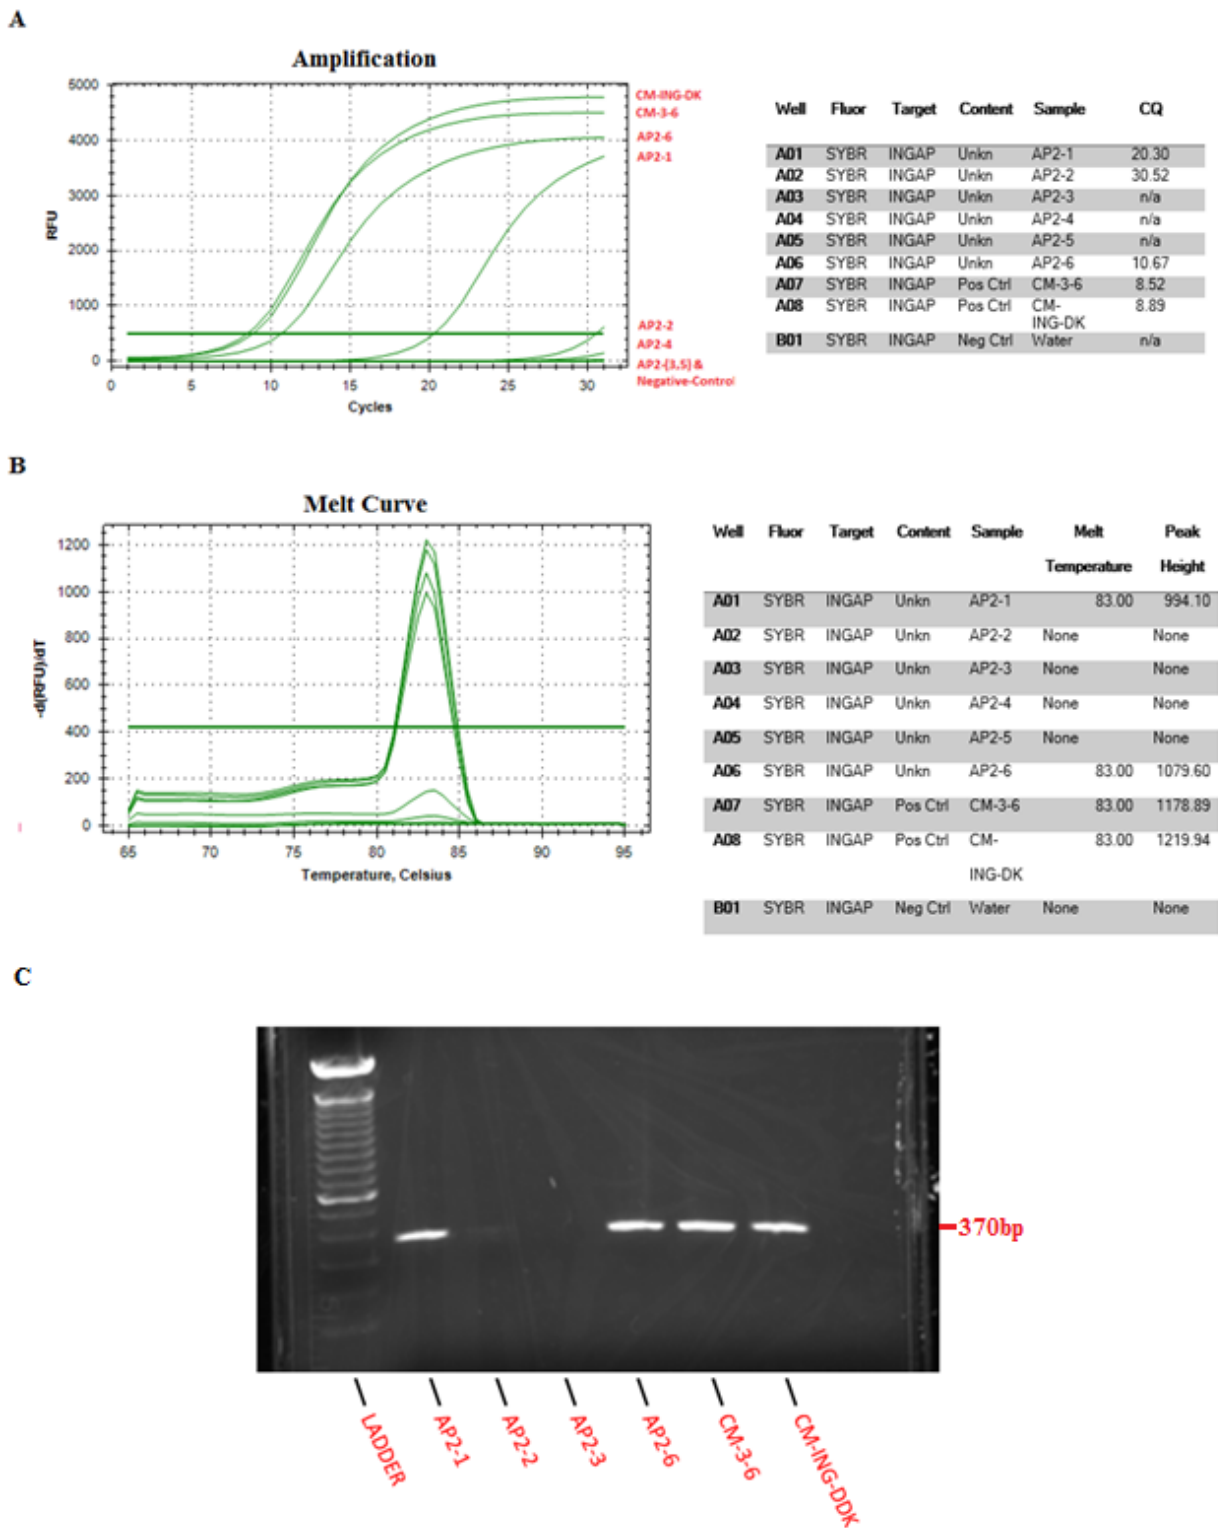 A
Amplification
5000
4000
3000
2000
1000
0
RFU
0 5 10 15 20 25 30
Cycles
CM-ING-DK
CM-3-6
AP2-6
AP2-1
AP2-2
AP2-4
AP2-(3,5) &
Negative-Control
Well Fluor Target Content Sample CQ
A01 SYBR INGAP Unkn AP2-1 20.30
A02 SYBR INGAP Unkn AP2-2 30.52
A03 SYBR INGAP Unkn AP2-3 n/a
A04 SYBR INGAP Unkn AP2-4 n/a
A05 SYBR INGAP Unkn AP2-5 n/a
A06 SYBR INGAP Unkn AP2-6 10.67
A07 SYBR INGAP Pos Ctrl CM-3-6 8.52
A08 SYBR INGAP Pos Ctrl CM- 8.89
ING-DK
B01 SYBR INGAP Neg Ctrl Water n/a
B
Melt Curve
1200
1000
800
600
400
200
0
-d(RFU)/dT
65 70 75 80 85 90 95
Temperature, Celsius
Well Fluor Target Content Sample Melt Peak
Temperature Height
A01 SYBR INGAP Unkn AP2-1 83.00 994.10
A02 SYBR INGAP Unkn AP2-2 None None
A03 SYBR INGAP Unkn AP2-3 None None
A04 SYBR INGAP Unkn AP2-4 None None
A05 SYBR INGAP Unkn AP2-5 None None
A06 SYBR INGAP Unkn AP2-6 83.00 1079.60
A07 SYBR INGAP Pos Ctrl CM-3-6 83.00 1178.89
A08 SYBR INGAP Pos Ctrl CM- 83.00 1219.94
ING-DK
B01 SYBR INGAP Neg Ctrl Water None None
C
370bp
LADDER
AP2-1
AP2-2
AP2-3
AP2-6
CM-3-6
CM-ING-DDK